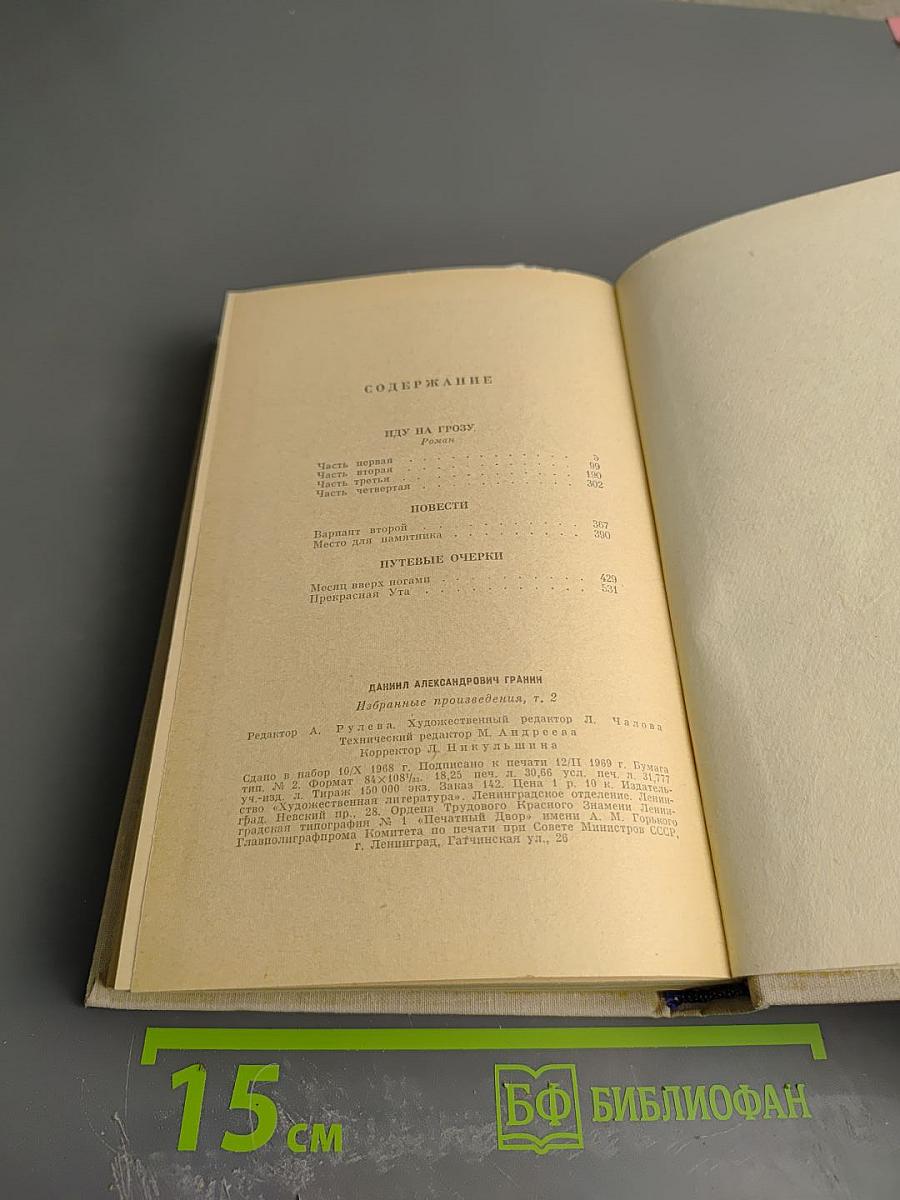 СОДЕРЖАНИЕ
ИДУ НА ГРОЗУ
Роман
Часть первая . . . . . . . . . . . . . 5
Часть вторая . . . . . . . . . . . . . 99
Часть третья . . . . . . . . . . . . . 190
Часть четвертая . . . . . . . . . . . . 302
ПОВЕСТИ
Вариант второй . . . . . . . . . . . . 367
Место для памятника . . . . . . . . . . 390
ПУТЕВЫЕ ОЧЕРКИ
Месяц вверх ногами . . . . . . . . . . 429
Прекрасная Ута . . . . . . . . . . . . 531
ДАНИИЛ АЛЕКСАНДРОВИЧ ГРАНИН
Избранные произведения, т. 2
Редактор А. Рулева. Художественный редактор Л. Чалова
Технический редактор М. Андреева
Корректор Д. Никульшина
Сдано в набор 10/X 1968 г. Подписано к печати 12/II 1969 г. Бумага
тип. № 2. Формат 84×108¹/₃₂. 18,25 печ. л. 30,66 усл. печ. л. 31,777
уч.-изд. л. Тираж 150 000 экз. Заказ 142. Цена 1 р. 10 к. Издатель-
ство «Художественная литература». Ленинградское отделение. Ленин-
град. Невский пр., 28. Ордена Трудового Красного Знамени Ленин-
градская типография № 1 «Печатный Двор» имени А. М. Горького
Главполиграфпрома Комитета по печати при Совете Министров СССР,
г. Ленинград, Гатчинская ул., 26
15 см
БФ БИБЛИОФАН